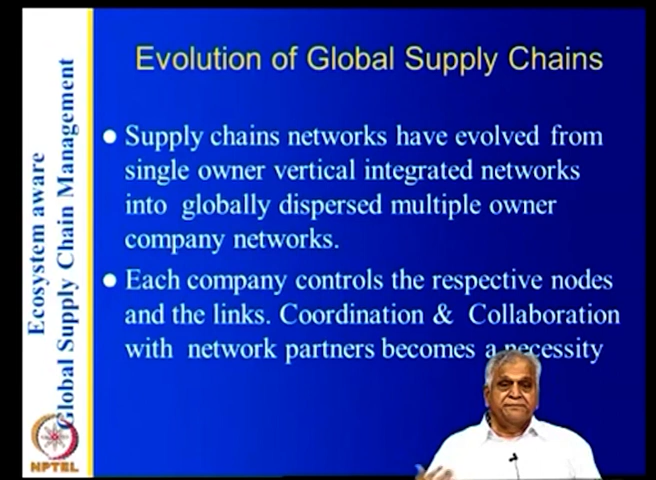 Evolution of Global Supply Chains
Supply chains networks have evolved from
single owner vertical integrated networks
into globally dispersed multiple owner
company networks.
Each company controls the respective nodes
and the links. Coordination & Collaboration
with network partners becomes a necessity
Ecosystem aware
Global Supply Chain Management
NPTEL